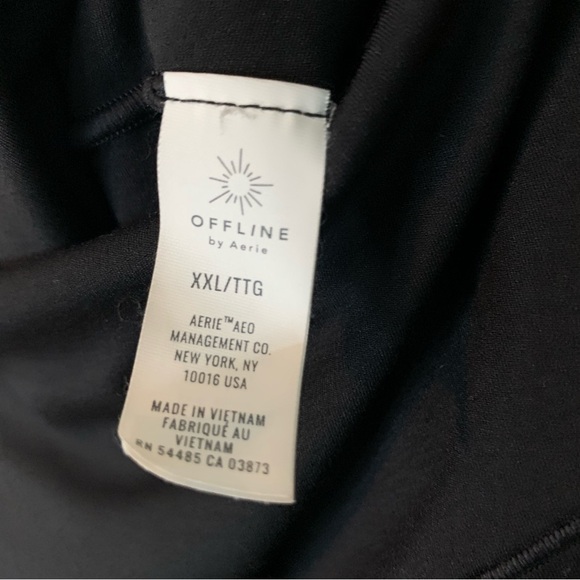 OFFLINE
by Aerie
XXL/TTG
AERIE™AEO
MANAGEMENT CO.
NEW YORK, NY
10016 USA
MADE IN VIETNAM
FABRIQUÉ AU
VIETNAM
RN 54485 CA 03873